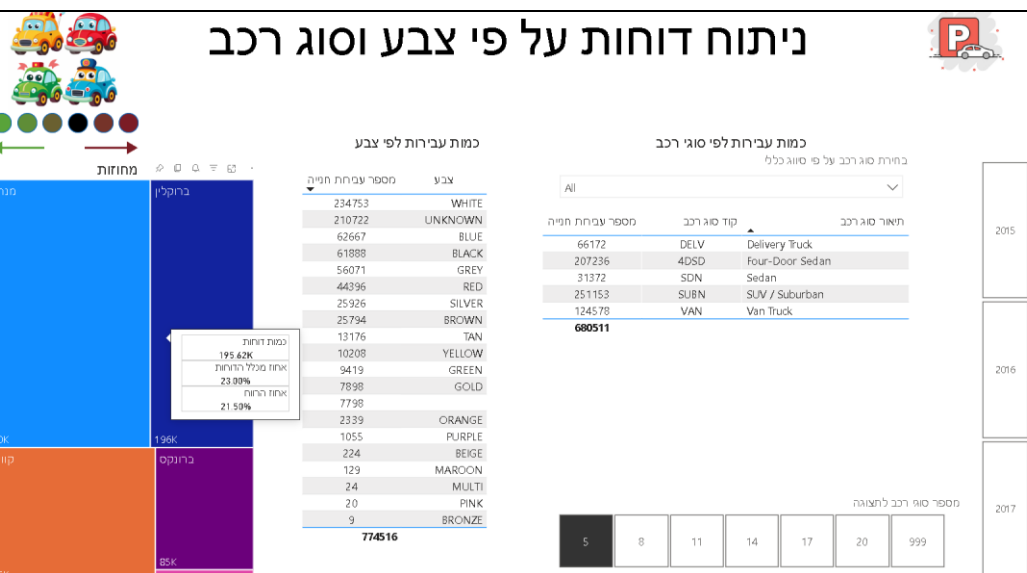 ניתוח דוחות על פי צבע וסוג רכב
P
כמות עבירות לפי סוגי רכב
בחירת סוג רכב על פי סיווג כללי
All
תיאור סוג רכב קוד סוג רכב מספר עבירות חנייה
Delivery Truck DELV 66172
Four-Door Sedan 4DSD 207236
Sedan SDN 31372
SUV / Suburban SUBN 251153
Van Truck VAN 124578
680511
2015
2016
2017
מספר סוגי רכב לתצוגה
5 8 11 14 17 20 999
כמות עבירות לפי צבע
צבע מספר עבירות חנייה
WHITE 234753
UNKNOWN 210722
BLUE 62667
BLACK 61888
GREY 56071
RED 44396
SILVER 25926
BROWN 25794
TAN 13176
YELLOW 10208
GREEN 9419
GOLD 7898
7798
ORANGE 2339
PURPLE 1055
BEIGE 224
MAROON 129
MULTI 24
PINK 20
BRONZE 9
774516
מחוזות
ברוקלין
196K
כמות דוחות
195.62K
אחוז מכלל הדוחות
23.00%
אחוז הרווח
21.50%
ברונקס
85K